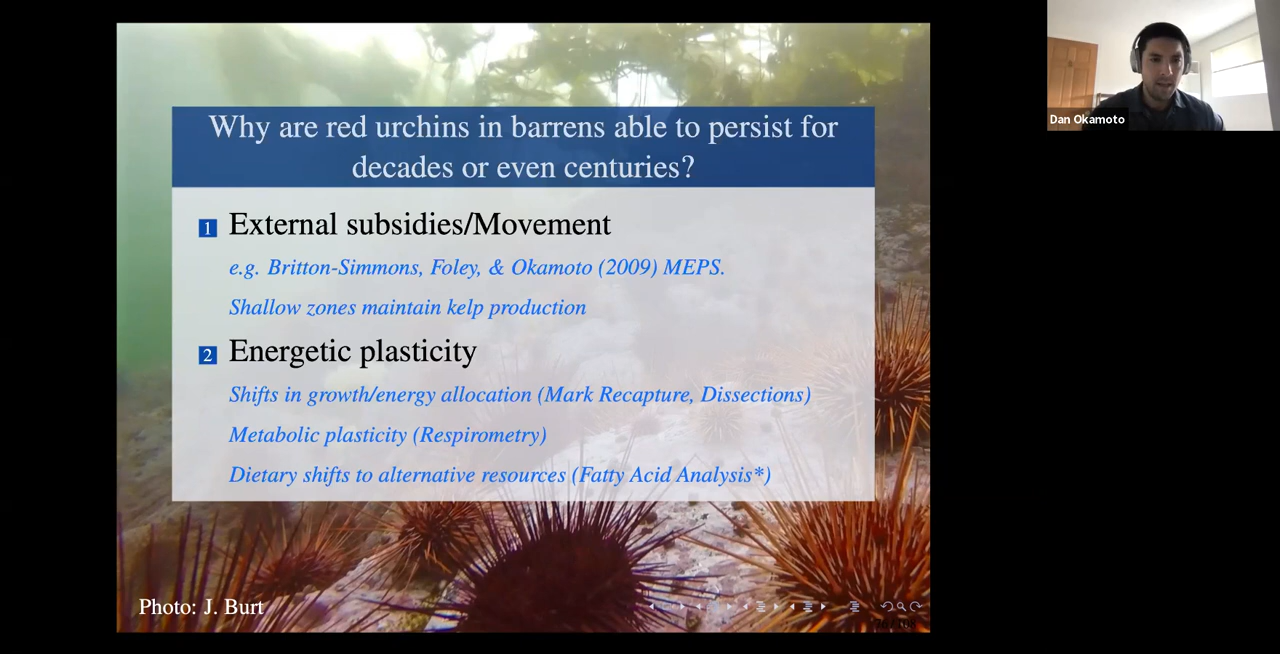 Why are red urchins in barrens able to persist for
decades or even centuries?
1 External subsidies/Movement
e.g. Britton-Simmons, Foley, & Okamoto (2009) MEPS.
Shallow zones maintain kelp production
2 Energetic plasticity
Shifts in growth/energy allocation (Mark Recapture, Dissections)
Metabolic plasticity (Respirometry)
Dietary shifts to alternative resources (Fatty Acid Analysis*)
Photo: J. Burt
Dan Okamoto